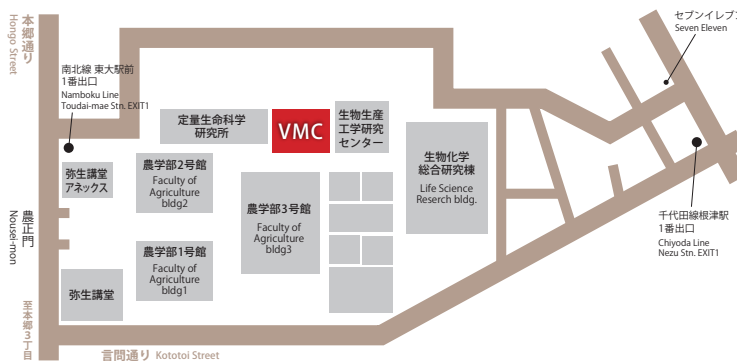 本郷通り
Hongo Street
南北線 東大駅前
1番出口
Namboku Line
Toudai-mae Stn. EXIT1
弥生講堂
アネックス
農正門
Nousei-mon
弥生講堂
至本郷3丁目
定量生命科学
研究所
VMC
生物生産
工学研究
センター
農学部2号館
Faculty of
Agriculture
bldg2
農学部3号館
Faculty of
Agriculture
bldg3
農学部1号館
Faculty of
Agriculture
bldg1
生物化学
総合研究棟
Life Science
Reserch bldg.
セブンイレブン
Seven Eleven
千代田線根津駅
1番出口
Chiyoda Line
Nezu Stn. EXIT1
言問通り Kototoi Street